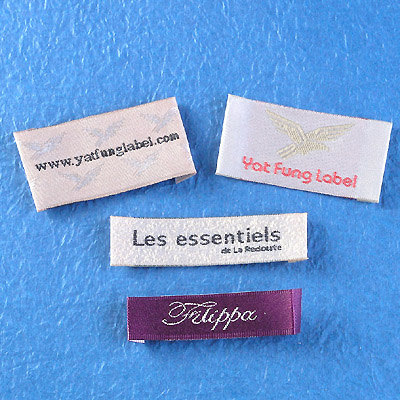 www.yatfunglabel.com
Yat Fung Label
Les essentiels
de La Redoute
Filippa